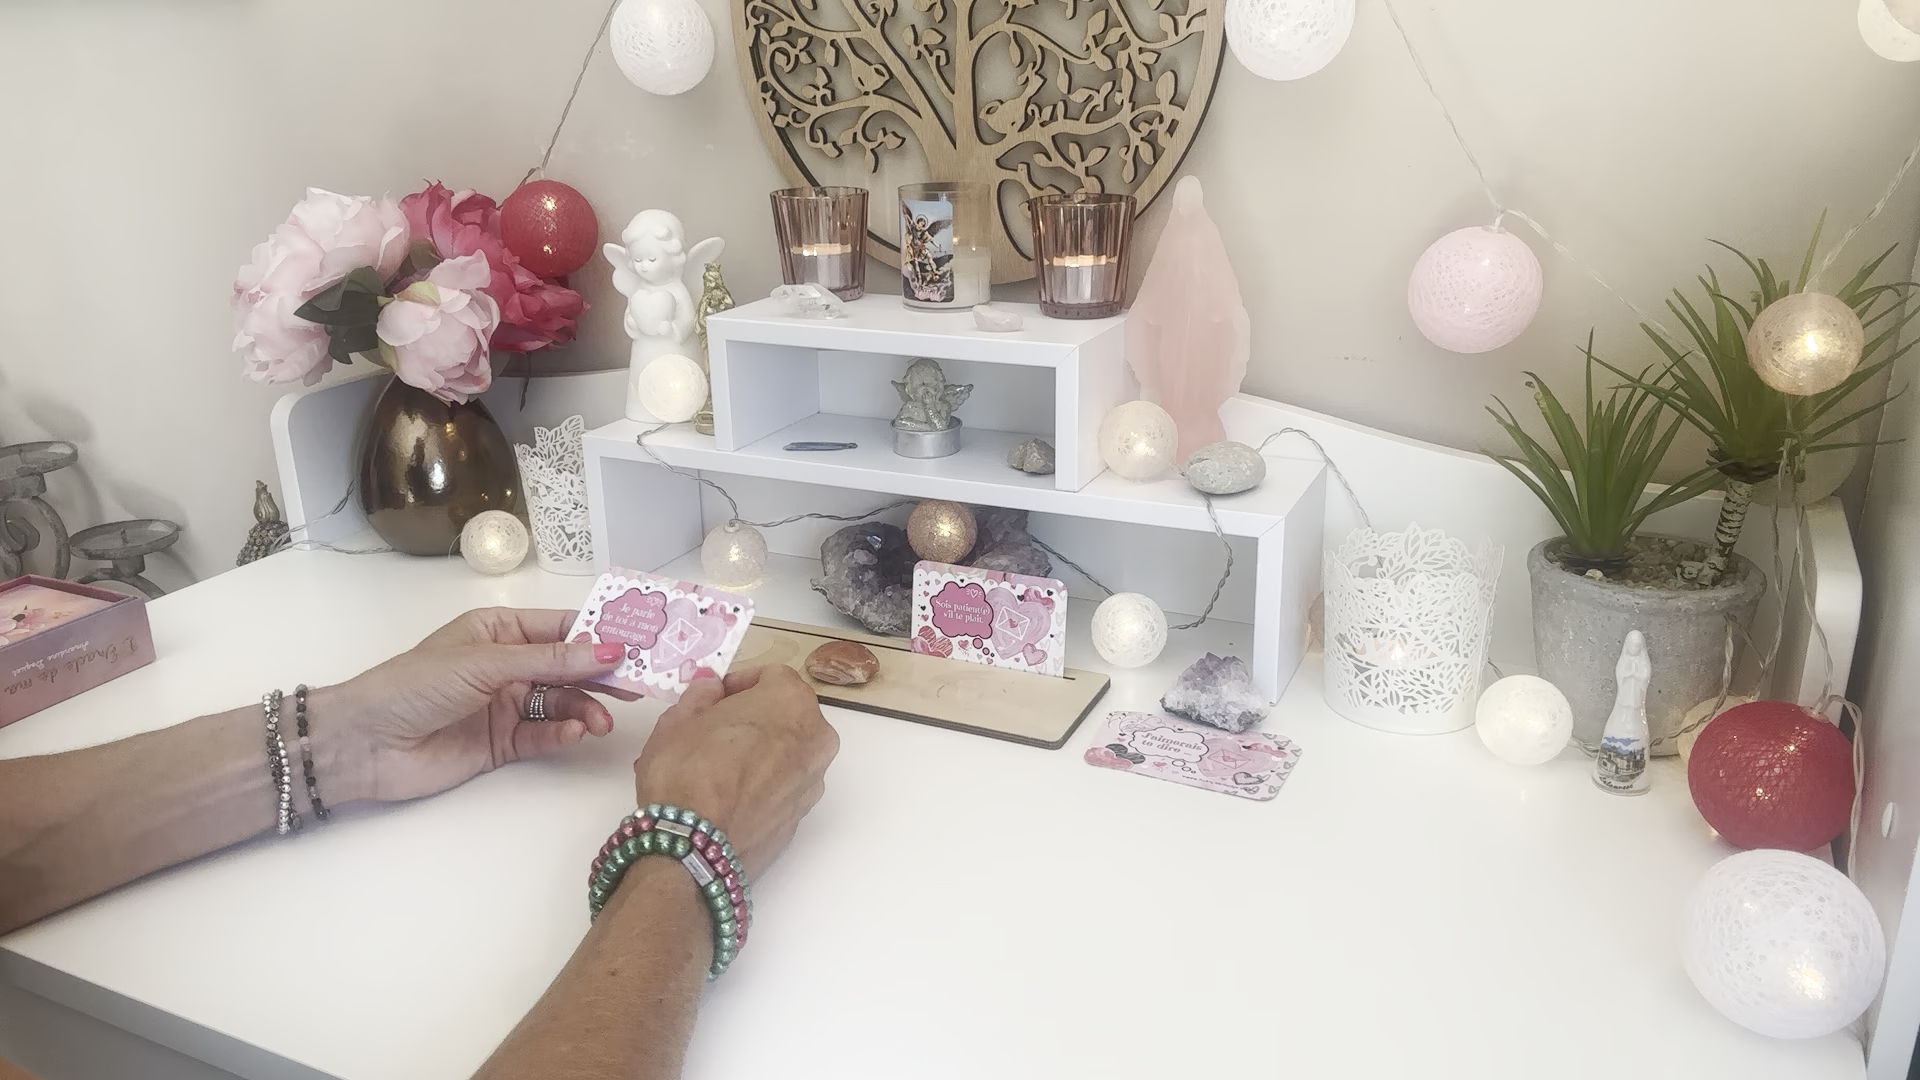 Je parle
de toi à mon
entourage.
Sois patient(e)
s'il te plaît.
J'aimerais
te dire ...
L'Oracle de ma